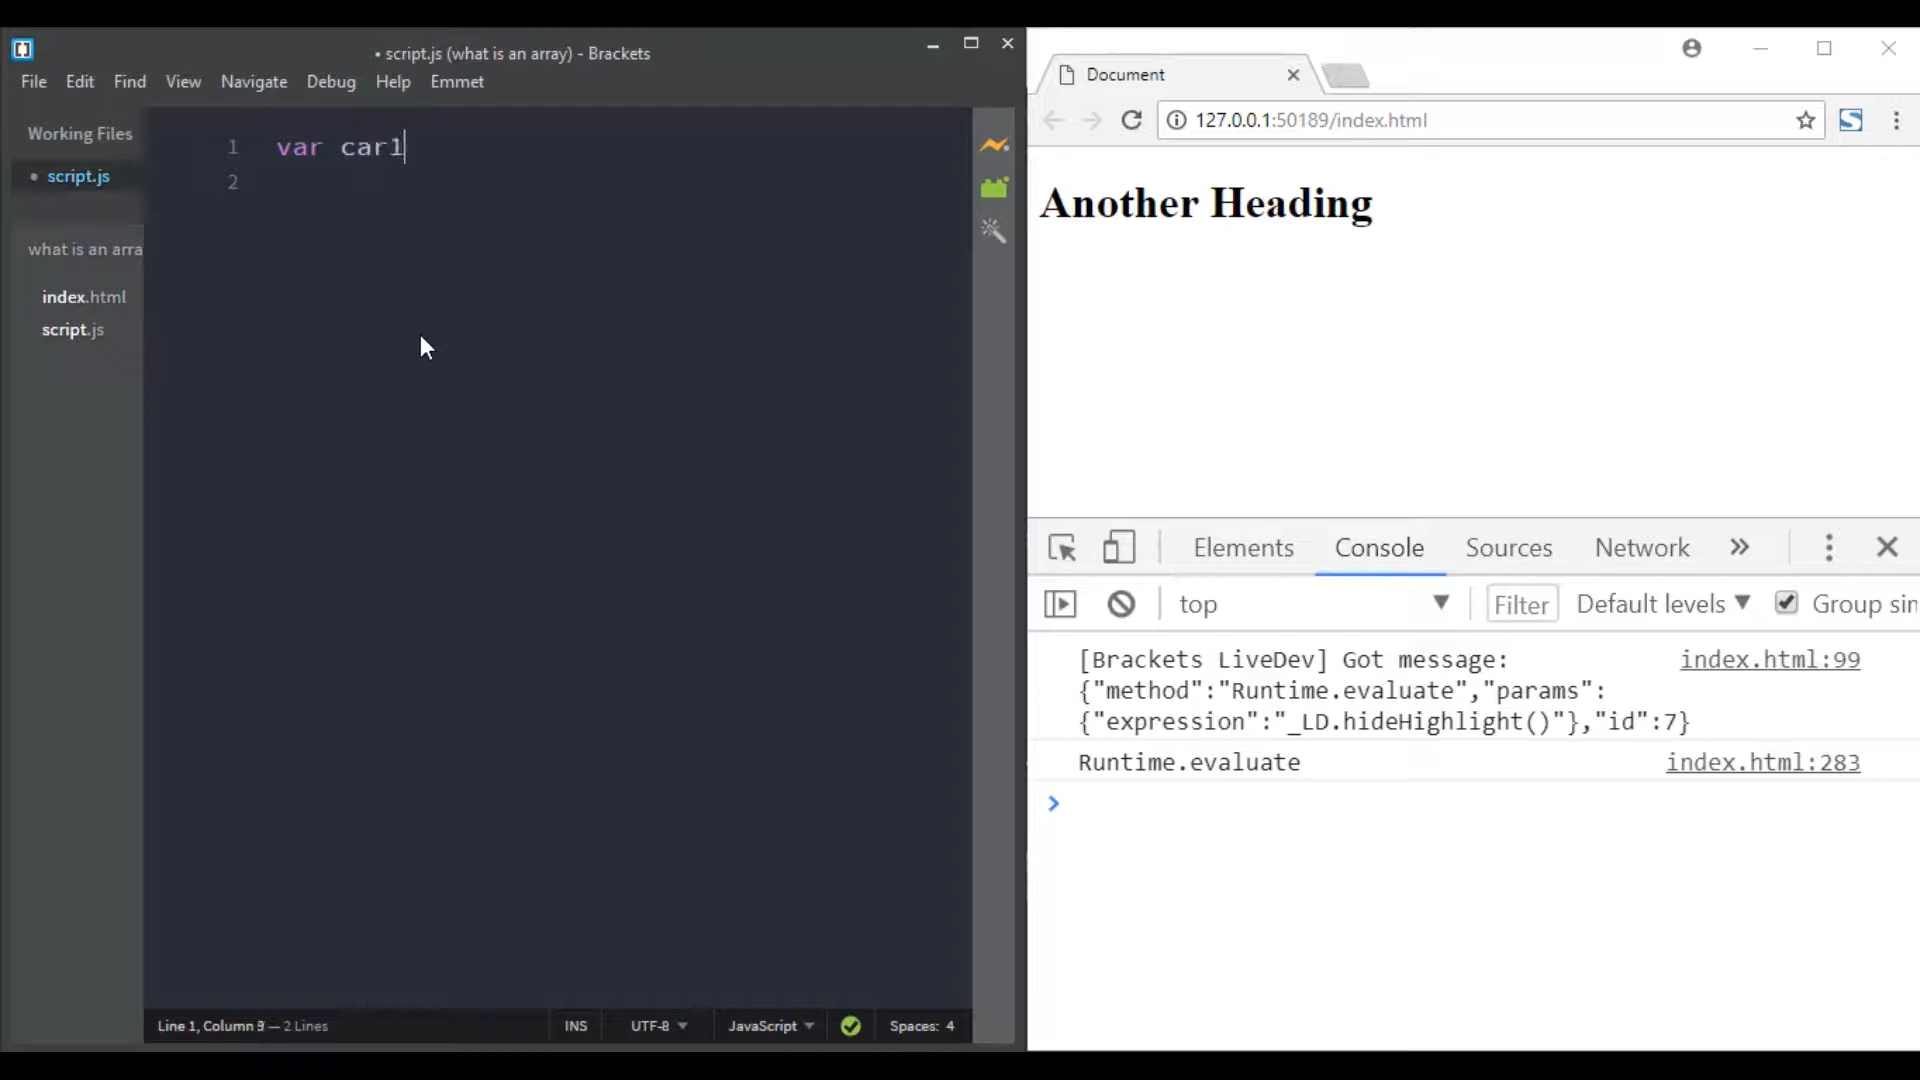 • script.js (what is an array) - Brackets
File Edit Find View Navigate Debug Help Emmet
Working Files
• script.js
what is an arra
index.html
script.js
1 var car1
2
Line 1, Column 9 — 2 Lines
INS UTF-8 JavaScript Spaces: 4
Document
127.0.0.1:50189/index.html
Another Heading
Elements Console Sources Network »
top Filter Default levels Group sin
[Brackets LiveDev] Got message: index.html:99
{"method":"Runtime.evaluate","params":
{"expression":"_LD.hideHighlight()"},"id":7}
Runtime.evaluate index.html:283